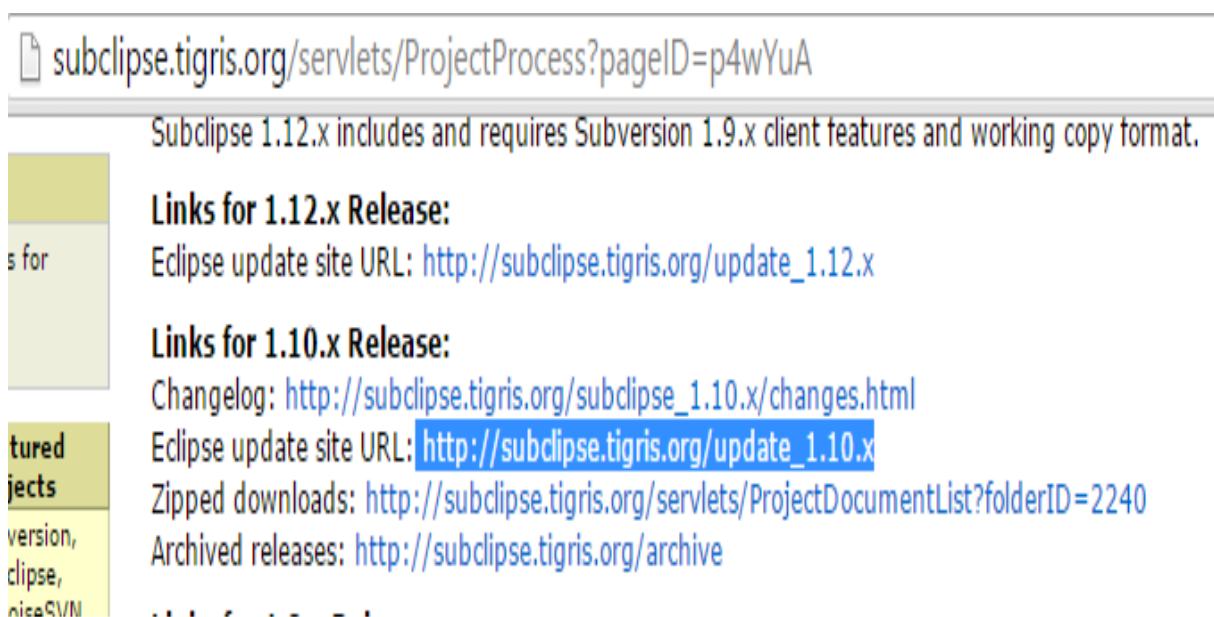 subclipse.tigris.org/servlets/ProjectProcess?pageID=p4wYuA
Subclipse 1.12.x includes and requires Subversion 1.9.x client features and working copy format.
Links for 1.12.x Release:
s for
Eclipse update site URL: http://subclipse.tigris.org/update_1.12.x
Links for 1.10.x Release:
Changelog: http://subclipse.tigris.org/subclipse_1.10.x/changes.html
tured
Eclipse update site URL: http://subclipse.tigris.org/update_1.10.x
jects
Zipped downloads: http://subclipse.tigris.org/servlets/ProjectDocumentList?folderID=2240
version,
Archived releases: http://subclipse.tigris.org/archive
clipse,
oiseSVN